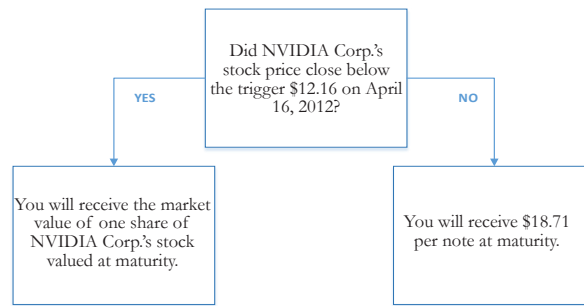 Did NVIDIA Corp.'s
stock price close below
the trigger $12.16 on April
16, 2012?
YES
NO
You will receive the market
value of one share of
NVIDIA Corp.'s stock
valued at maturity.
You will receive $18.71
per note at maturity.